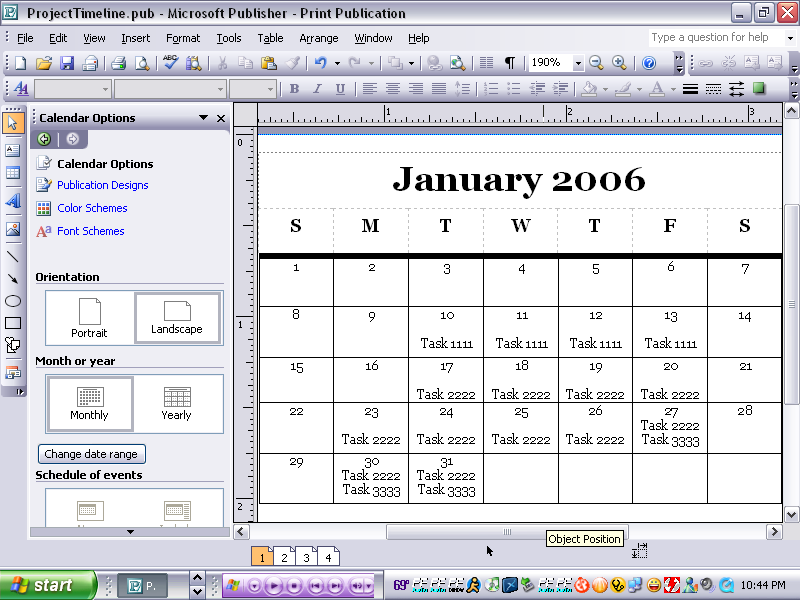 ProjectTimeline.pub - Microsoft Publisher - Print Publication
File Edit View Insert Format Tools Table Arrange Window Help Type a question for help
190%
B I U A
Calendar Options
Calendar Options
Publication Designs
Color Schemes
Font Schemes
Orientation
Portrait Landscape
Month or year
Monthly Yearly
Change date range
Schedule of events
1 2 3
0
1
2
January 2006
S M T W T F S
1 2 3 4 5 6 7
8 9 10 11 12 13 14
Task 1111 Task 1111 Task 1111 Task 1111
15 16 17 18 19 20 21
Task 2222 Task 2222 Task 2222 Task 2222
22 23 24 25 26 27 28
Task 2222
Task 2222 Task 2222 Task 2222 Task 2222 Task 3333
29 30 31
Task 2222 Task 2222
Task 3333 Task 3333
Object Position
1 2 3 4
start P. 69° 10:44 PM